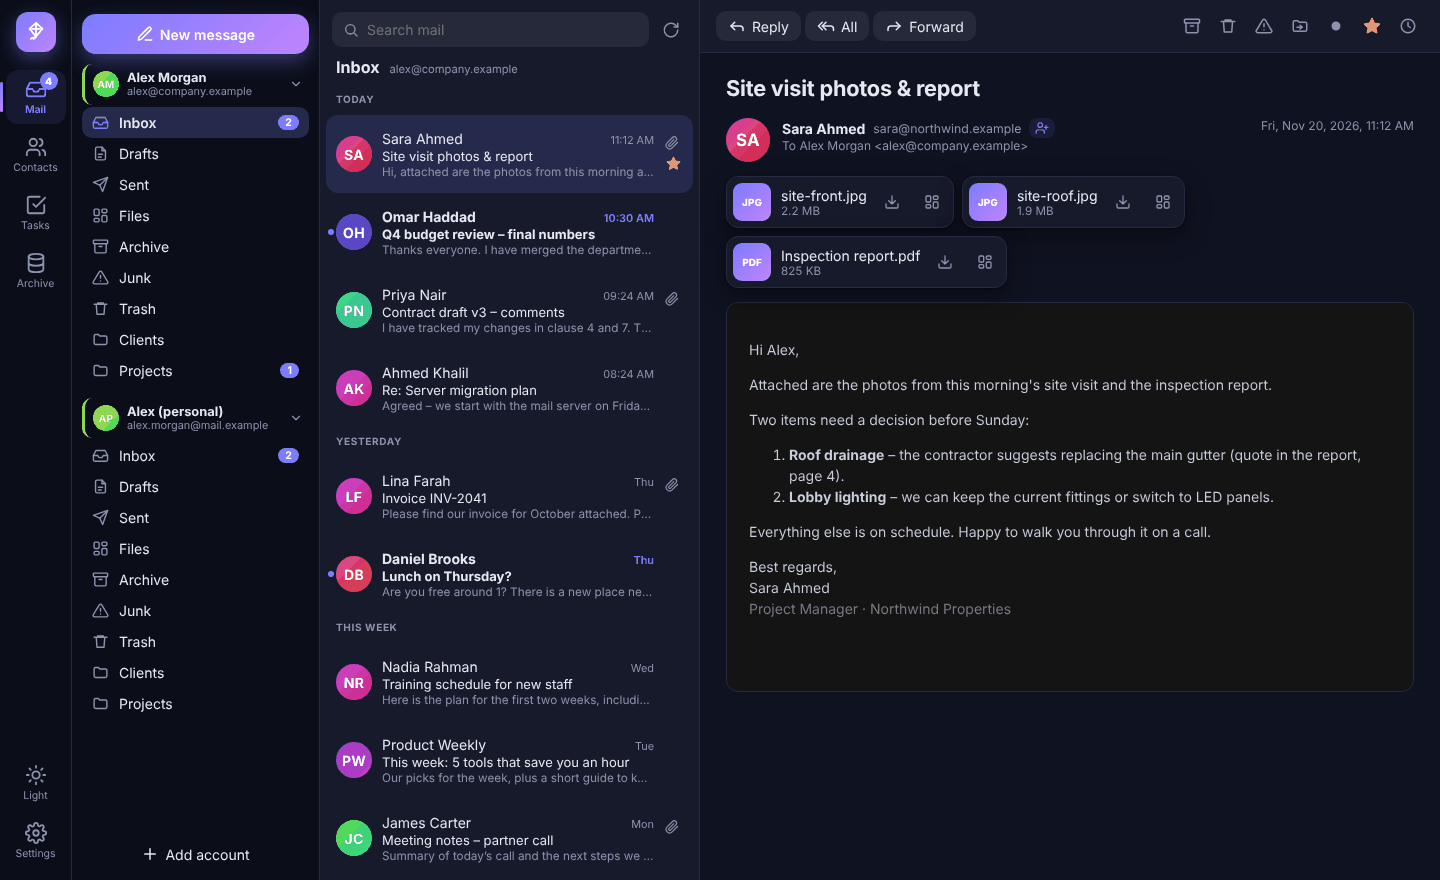 4
Mail
Contacts
Tasks
Archive
Light
Settings
New message
AM
Alex Morgan
alex@company.example
Inbox 2
Drafts
Sent
Files
Archive
Junk
Trash
Clients
Projects 1
AP
Alex (personal)
alex.morgan@mail.example
Inbox 2
Drafts
Sent
Files
Archive
Junk
Trash
Clients
Projects
Add account
Search mail
Inbox alex@company.example
TODAY
SA
Sara Ahmed 11:12 AM
Site visit photos & report
Hi, attached are the photos from this morning a...
OH
Omar Haddad 10:30 AM
Q4 budget review – final numbers
Thanks everyone. I have merged the departme...
PN
Priya Nair 09:24 AM
Contract draft v3 – comments
I have tracked my changes in clause 4 and 7. T...
AK
Ahmed Khalil 08:24 AM
Re: Server migration plan
Agreed – we start with the mail server on Frida...
YESTERDAY
LF
Lina Farah Thu
Invoice INV-2041
Please find our invoice for October attached. P...
DB
Daniel Brooks Thu
Lunch on Thursday?
Are you free around 1? There is a new place ne...
THIS WEEK
NR
Nadia Rahman Wed
Training schedule for new staff
Here is the plan for the first two weeks, includi...
PW
Product Weekly Tue
This week: 5 tools that save you an hour
Our picks for the week, plus a short guide to k...
JC
James Carter Mon
Meeting notes – partner call
Summary of today's call and the next steps we ...
Reply All Forward
Site visit photos & report
SA
Sara Ahmed sara@northwind.example
Fri, Nov 20, 2026, 11:12 AM
To Alex Morgan <alex@company.example>
JPG
site-front.jpg
2.2 MB
JPG
site-roof.jpg
1.9 MB
PDF
Inspection report.pdf
825 KB
Hi Alex,
Attached are the photos from this morning's site visit and the inspection report.
Two items need a decision before Sunday:
1. Roof drainage – the contractor suggests replacing the main gutter (quote in the report,
page 4).
2. Lobby lighting – we can keep the current fittings or switch to LED panels.
Everything else is on schedule. Happy to walk you through it on a call.
Best regards,
Sara Ahmed
Project Manager · Northwind Properties